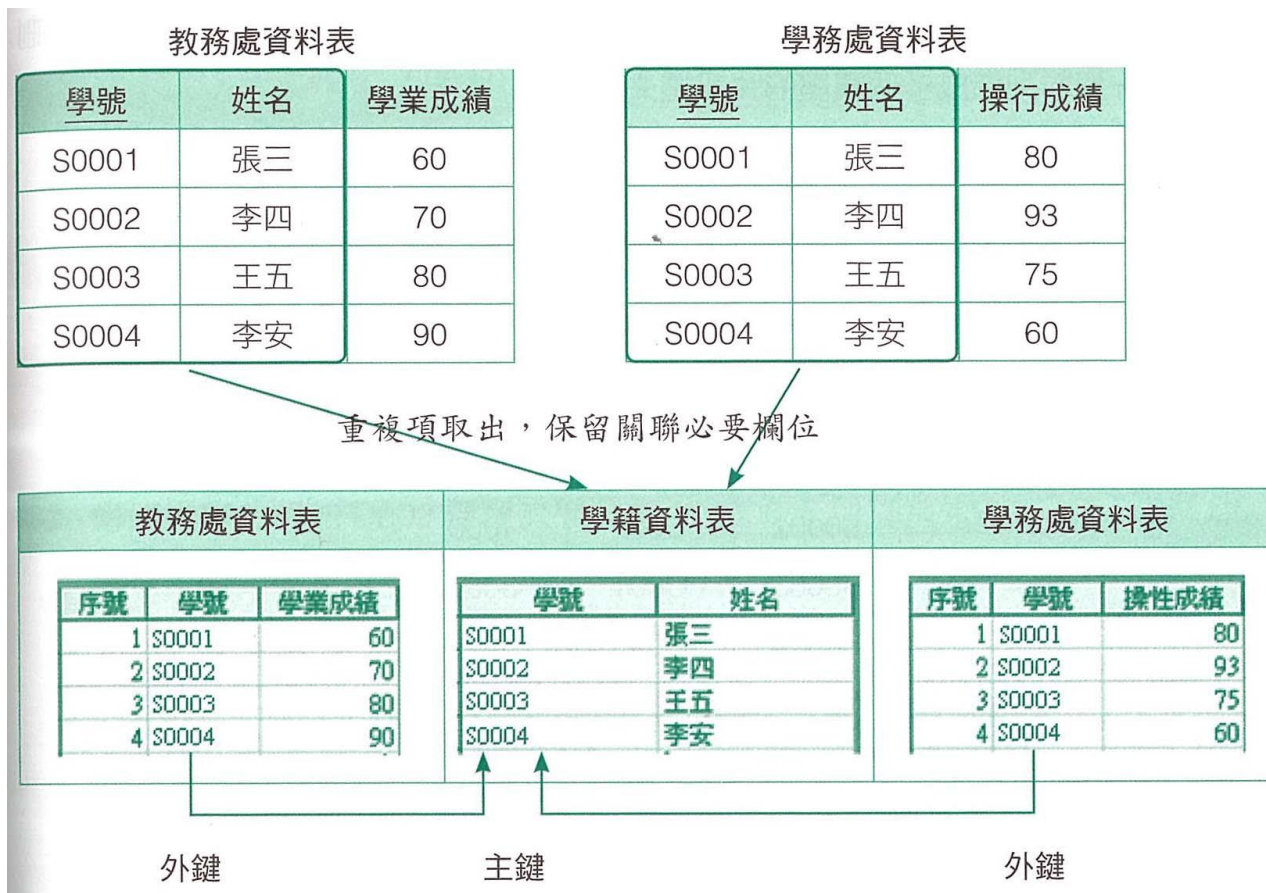 教務處資料表
學號 姓名 學業成績
S0001 張三 60
S0002 李四 70
S0003 王五 80
S0004 李安 90
學務處資料表
學號 姓名 操行成績
S0001 張三 80
S0002 李四 93
S0003 王五 75
S0004 李安 60
重複項取出，保留關聯必要欄位
教務處資料表 學籍資料表 學務處資料表
序號 學號 學業成績
1 S0001 60
2 S0002 70
3 S0003 80
4 S0004 90
學號 姓名
S0001 張三
S0002 李四
S0003 王五
S0004 李安
序號 學號 操性成績
1 S0001 80
2 S0002 93
3 S0003 75
4 S0004 60
外鍵 主鍵 外鍵